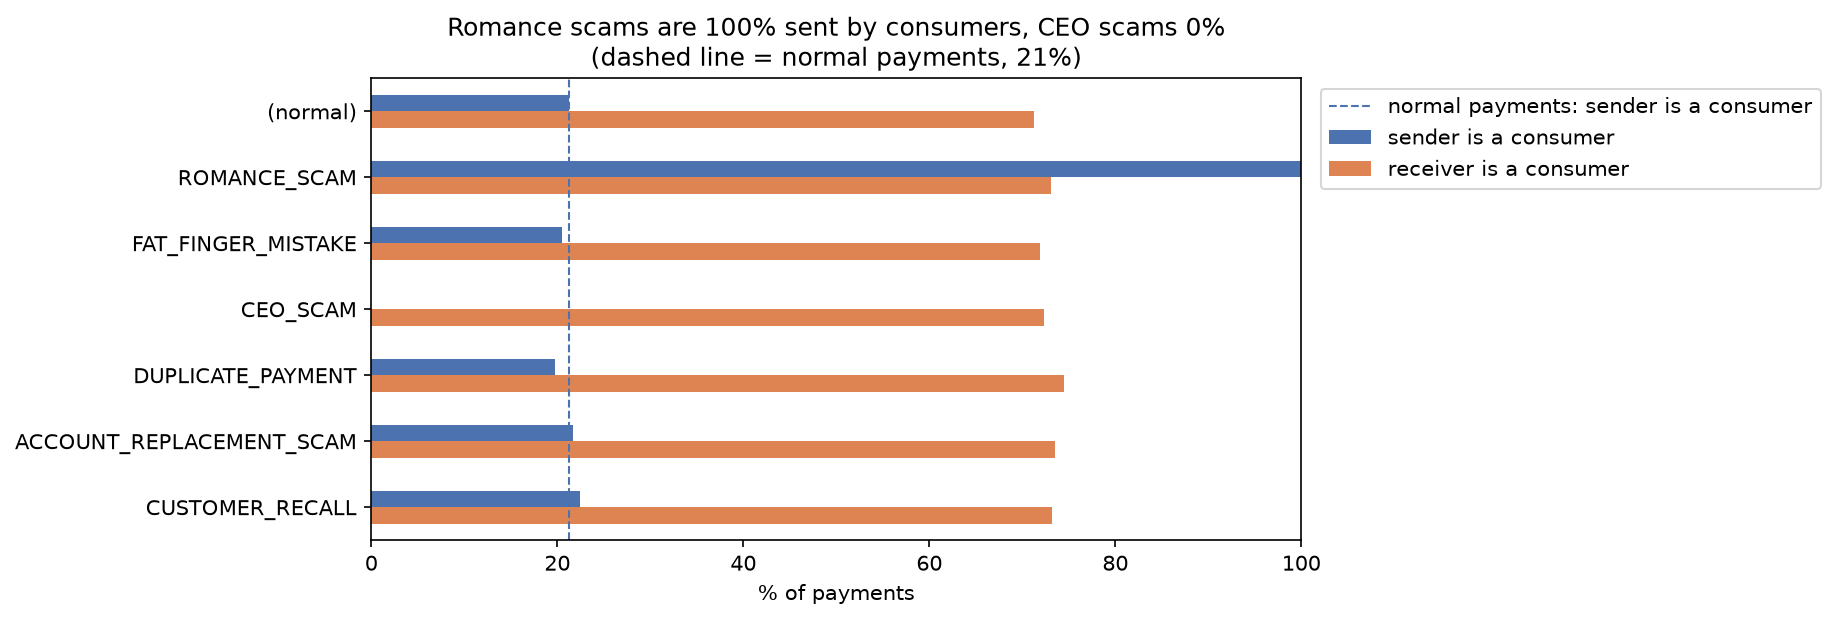 Romance scams are 100% sent by consumers, CEO scams 0%
(dashed line = normal payments, 21%)
(normal)
ROMANCE_SCAM
FAT_FINGER_MISTAKE
CEO_SCAM
DUPLICATE_PAYMENT
ACCOUNT_REPLACEMENT_SCAM
CUSTOMER_RECALL
0 20 40 60 80 100
% of payments
normal payments: sender is a consumer
sender is a consumer
receiver is a consumer